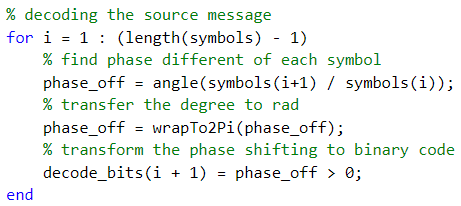 % decoding the source message
for i = 1 : (length(symbols) - 1)
% find phase different of each symbol
phase_off = angle(symbols(i+1) / symbols(i));
% transfer the degree to rad
phase_off = wrapTo2Pi(phase_off);
% transform the phase shifting to binary code
decode_bits(i + 1) = phase_off > 0;
end